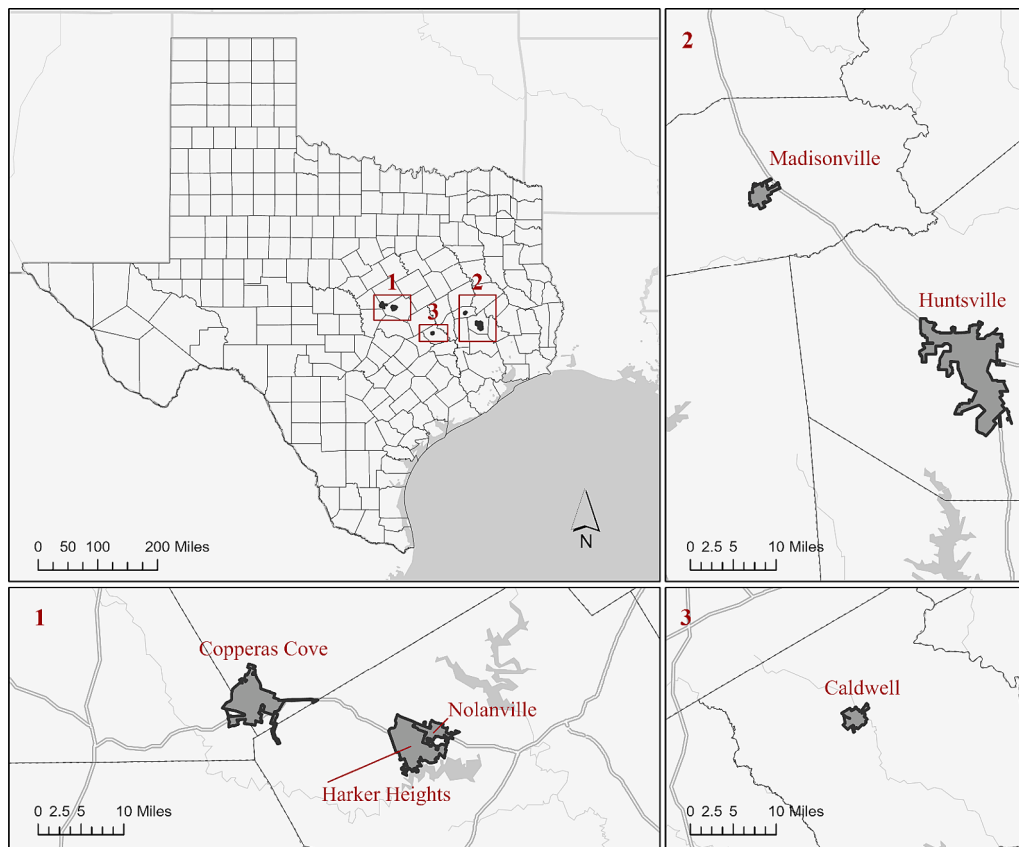 1
2
3
0 50 100 200 Miles
N
2
Madisonville
Huntsville
0 2.5 5 10 Miles
1
Copperas Cove
Nolanville
Harker Heights
0 2.5 5 10 Miles
3
Caldwell
0 2.5 5 10 Miles